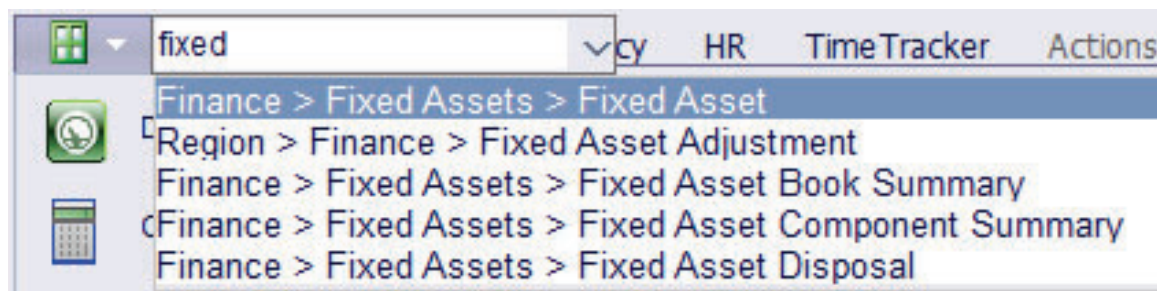 fixed
cy HR TimeTracker Actions
Finance > Fixed Assets > Fixed Asset
Region > Finance > Fixed Asset Adjustment
Finance > Fixed Assets > Fixed Asset Book Summary
Finance > Fixed Assets > Fixed Asset Component Summary
Finance > Fixed Assets > Fixed Asset Disposal